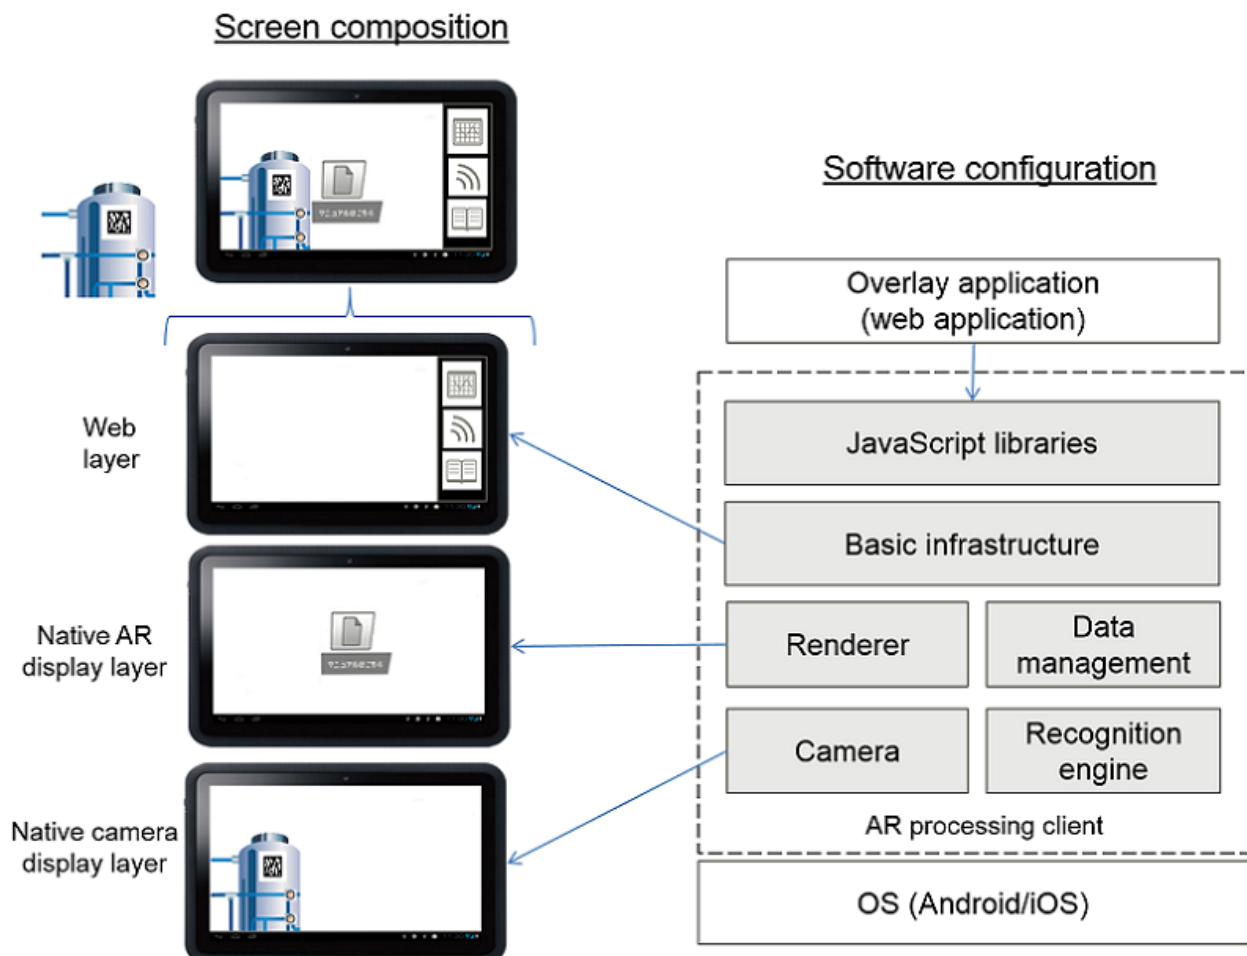 Screen composition
Software configuration
Overlay application
(web application)
JavaScript libraries
Web
layer
Basic infrastructure
Native AR
display layer
Renderer
Data
management
Camera
Recognition
engine
Native camera
display layer
AR processing client
OS (Android/iOS)